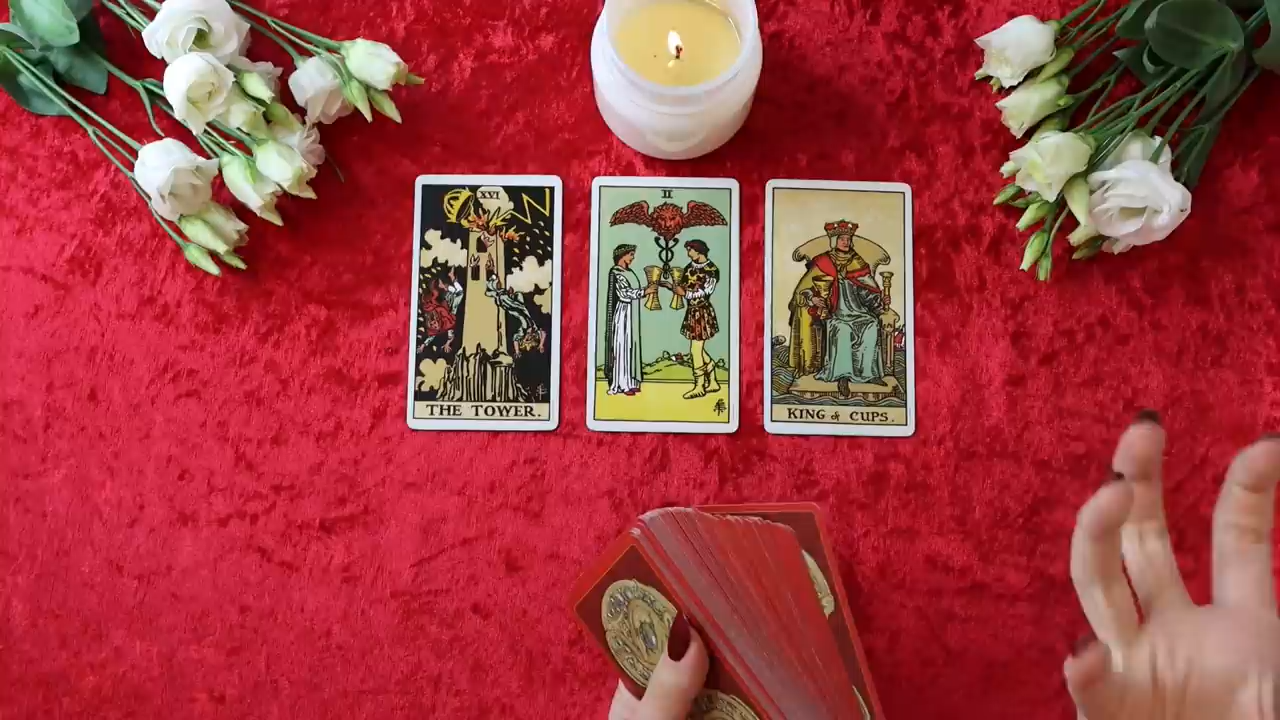 XVI
THE TOWER.
II
KING of CUPS.